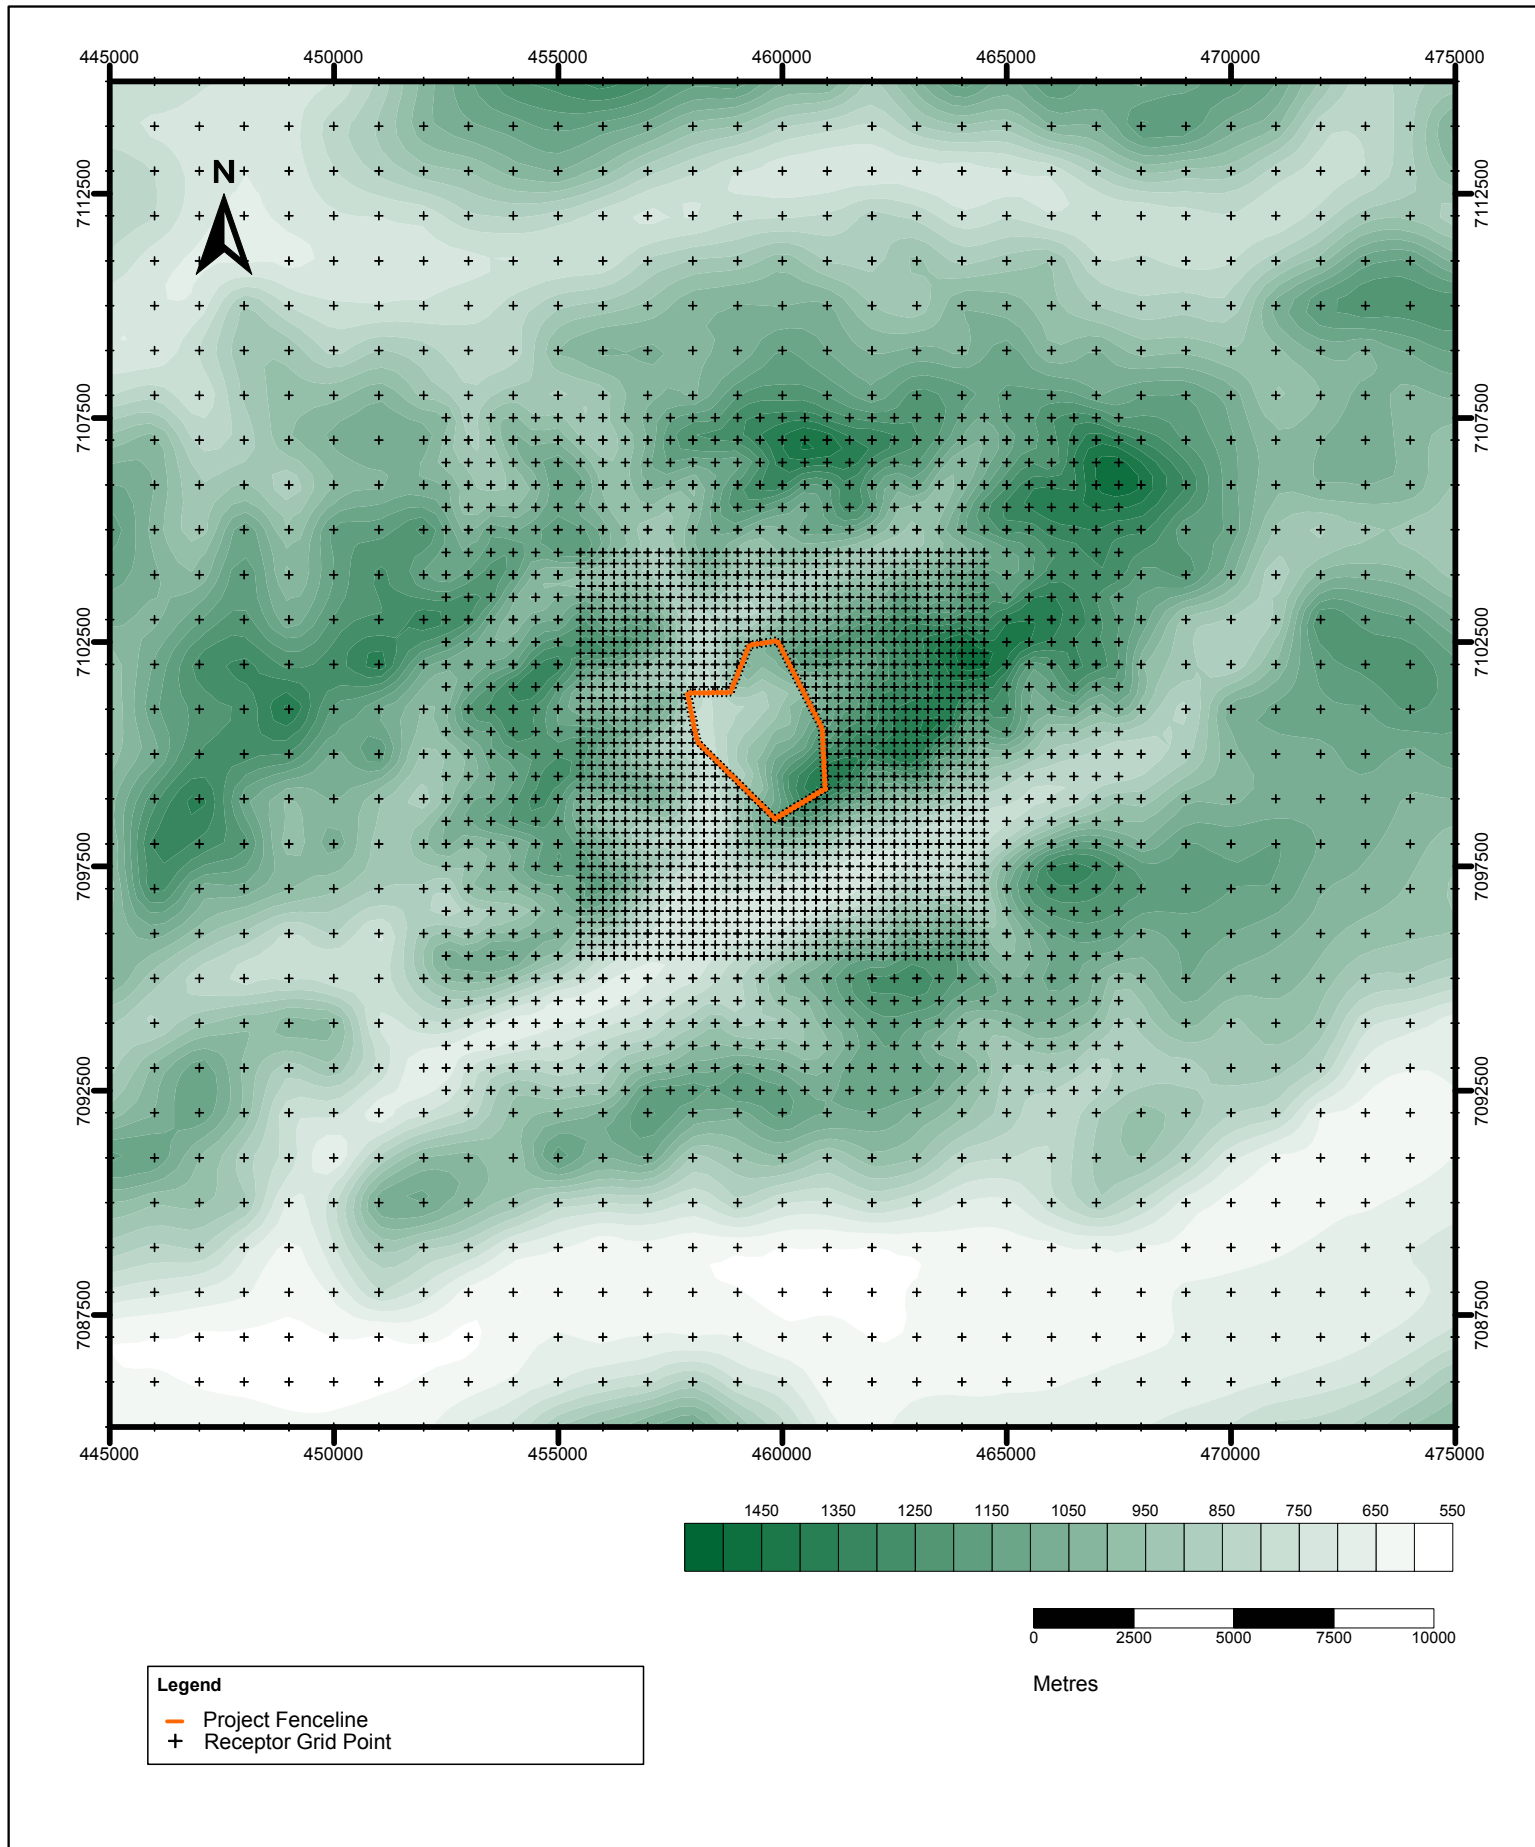 445000 450000 455000 460000 465000 470000 475000
N
7112500 7112500
7107500 7107500
7102500 7102500
7097500 7097500
7092500 7092500
7087500 7087500
445000 450000 455000 460000 465000 470000 475000
1450 1350 1250 1150 1050 950 850 750 650 550
0 2500 5000 7500 10000
Metres
Legend
Project Fenceline
Receptor Grid Point